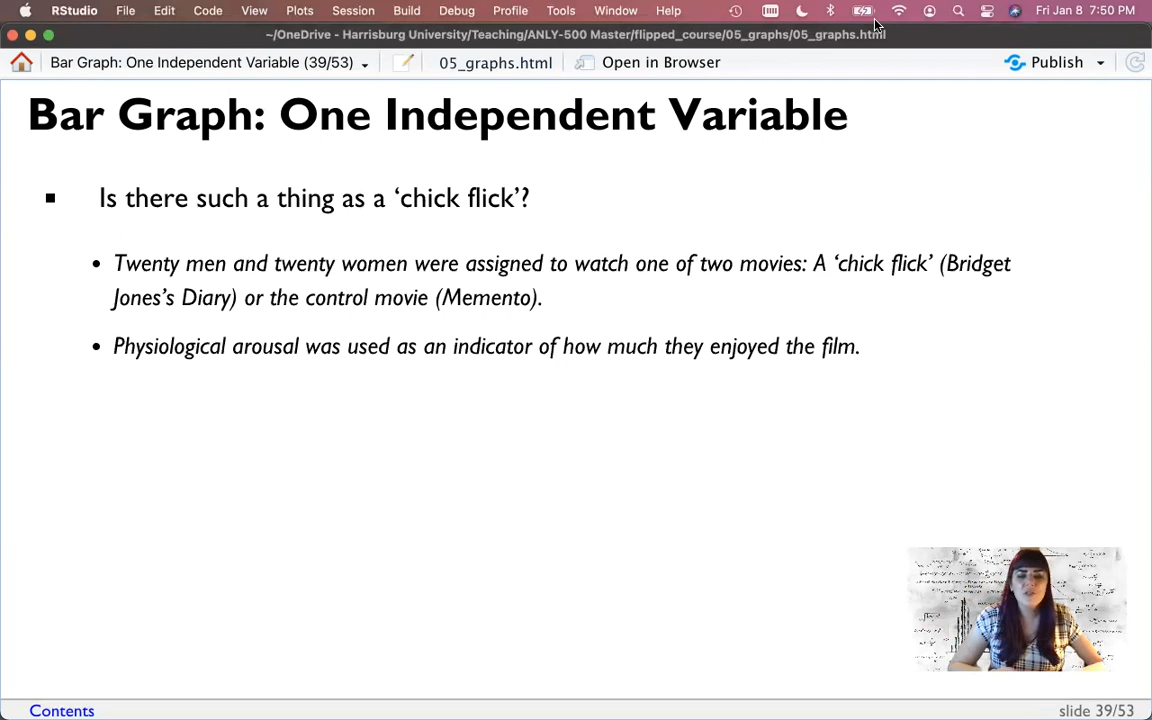 RStudio File Edit Code View Plots Session Build Debug Profile Tools Window Help Fri Jan 8 7:50 PM
~/OneDrive - Harrisburg University/Teaching/ANLY-500 Master/flipped_course/05_graphs/05_graphs.html
Bar Graph: One Independent Variable (39/53) 05_graphs.html Open in Browser Publish
Bar Graph: One Independent Variable
Is there such a thing as a ‘chick flick’?
Twenty men and twenty women were assigned to watch one of two movies: A ‘chick flick’ (Bridget
Jones’s Diary) or the control movie (Memento).
Physiological arousal was used as an indicator of how much they enjoyed the film.
Contents slide 39/53